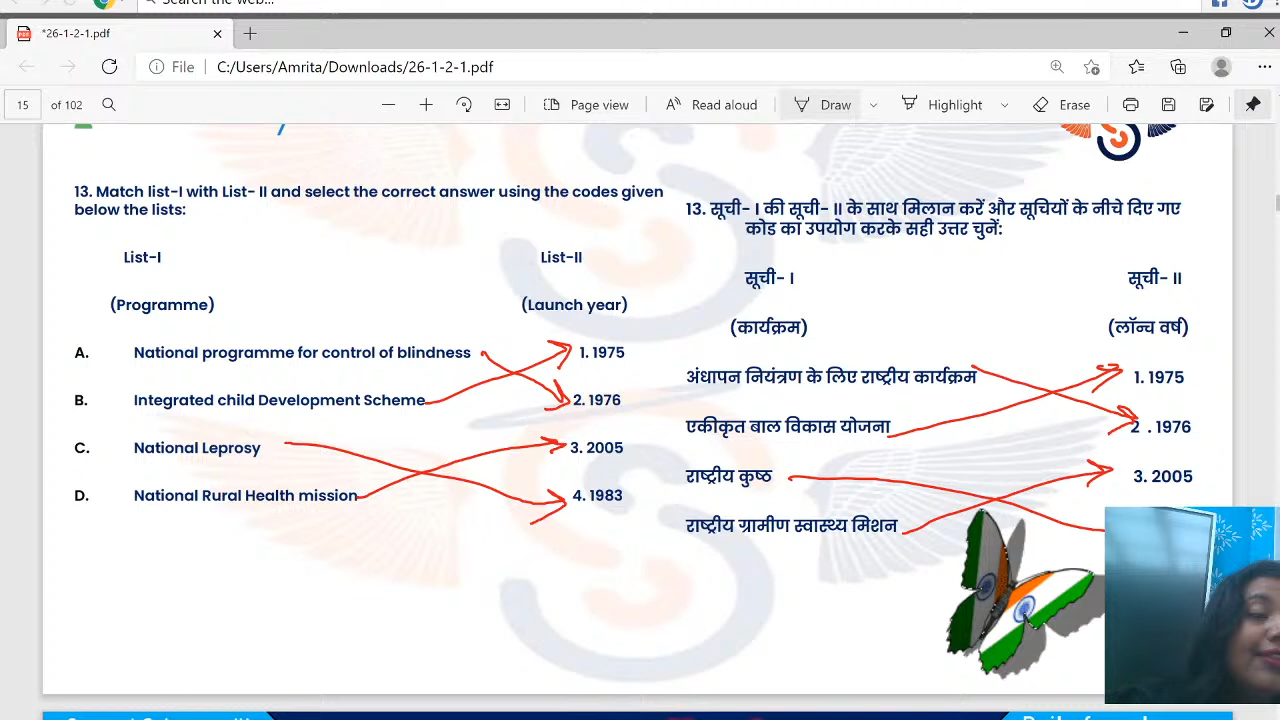 Search the web...
*26-1-2-1.pdf
File C:/Users/Amrita/Downloads/26-1-2-1.pdf
15 of 102 Page view Read aloud Draw Highlight Erase
13. Match list-I with List- II and select the correct answer using the codes given
below the lists:
List-I List-II
(Programme) (Launch year)
A. National programme for control of blindness 1. 1975
B. Integrated child Development Scheme 2. 1976
C. National Leprosy 3. 2005
D. National Rural Health mission 4. 1983
13. सूची- I की सूची- II के साथ मिलान करें और सूचियों के नीचे दिए गए
कोड का उपयोग करके सही उत्तर चुनें:
सूची- I सूची- II
(कार्यक्रम) (लॉन्च वर्ष)
अंधापन नियंत्रण के लिए राष्ट्रीय कार्यक्रम 1. 1975
एकीकृत बाल विकास योजना 2 . 1976
राष्ट्रीय कुष्ठ 3. 2005
राष्ट्रीय ग्रामीण स्वास्थ्य मिशन